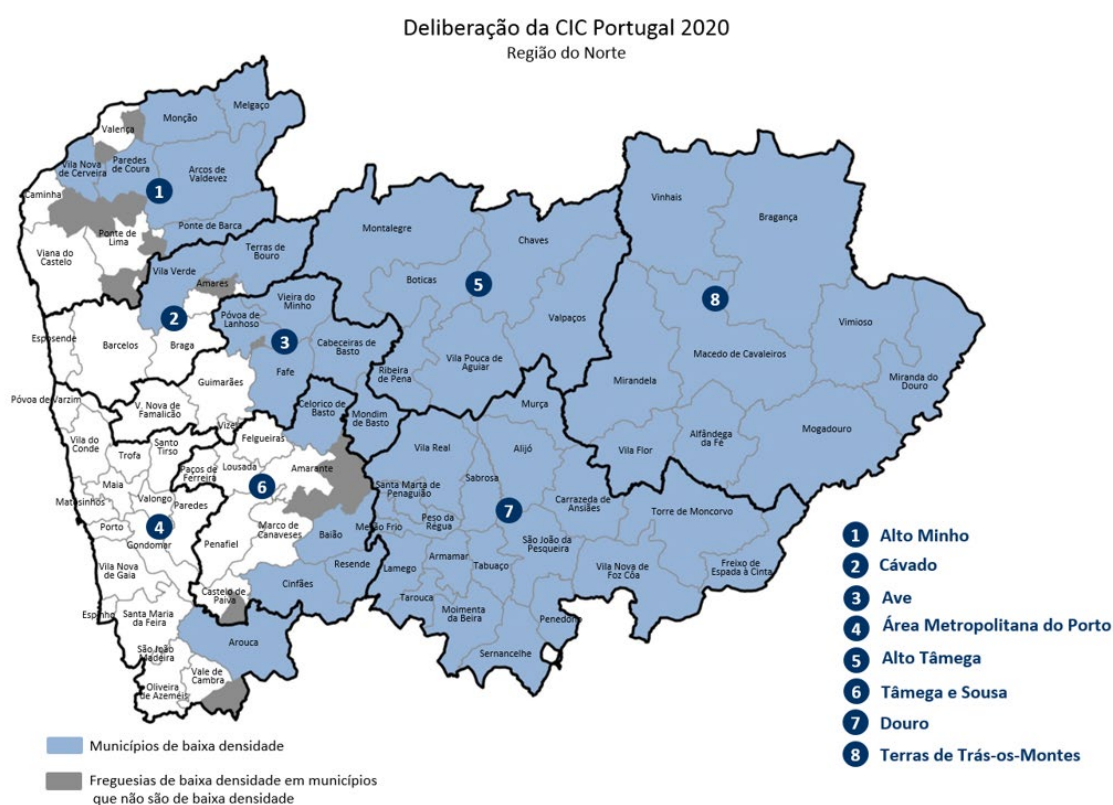 Deliberação da CIC Portugal 2020
Região do Norte
Melgaço
Monção
Valença
Vila Nova
de Cerveira
Paredes
de Coura
Arcos de
Valdevez
1
Caminha
Ponte de Barca
Ponte de
Lima
Viana do
Castelo
Vinhais
Bragança
Montalegre
Chaves
Terras de
Bouro
Vila Verde
Boticas
5
Amares
8
Vieira do
Minho
Póvoa de
Lanhoso
2
Valpaços
Vimioso
Esposende
Barcelos
Braga
3
Cabeceiras de
Basto
Vila Pouca de
Aguiar
Macedo de Cavaleiros
Fafe
Ribeira
de Pena
Mirandela
Miranda do
Douro
Guimarães
Póvoa de Varzim
V. Nova de
Famalicão
Celorico de
Basto
Murça
Mondim
de Basto
Vizela
Mogadouro
Alfândega
da Fé
Vila do
Conde
Santo
Tirso
Felgueiras
Vila Real
Alijó
Vila Flor
Trofa
Lousada
Amarante
Paços de
Ferreira
Sabrosa
Maia
6
Santa Marta de
Penaguião
Matosinhos
Valongo
Paredes
Carrazeda de
Ansiães
Torre de Moncorvo
7
Porto
4
Marco de
Canaveses
Mesão Frio
Peso da
Régua
Baião
Gondomar
Penafiel
São João da
Pesqueira
1 Alto Minho
Armamar
Vila Nova
de Gaia
Resende
Lamego
Tabuaço
Vila Nova de
Foz Côa
Freixo de
Espada à Cinta
2 Cávado
Cinfães
Castelo de
Paiva
Tarouca
3 Ave
Espinho
Santa Maria
da Feira
Moimenta
da Beira
Penedono
4 Área Metropolitana do Porto
Arouca
São João
Madeira
Sernancelhe
5 Alto Tâmega
Vale de
Cambra
Oliveira
de Azeméis
6 Tâmega e Sousa
7 Douro
8 Terras de Trás-os-Montes
Municípios de baixa densidade
Freguesias de baixa densidade em municípios
que não são de baixa densidade